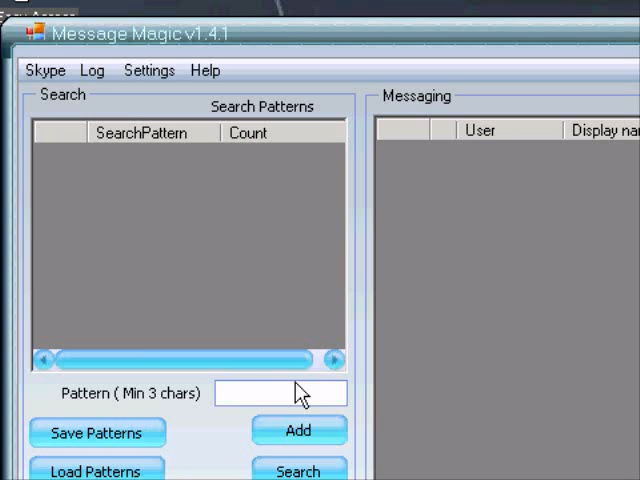 Message Magic v1.4.1
Skype Log Settings Help
Search
Search Patterns
SearchPattern Count
Pattern ( Min 3 chars)
Save Patterns Add
Load Patterns Search
Messaging
User Display na